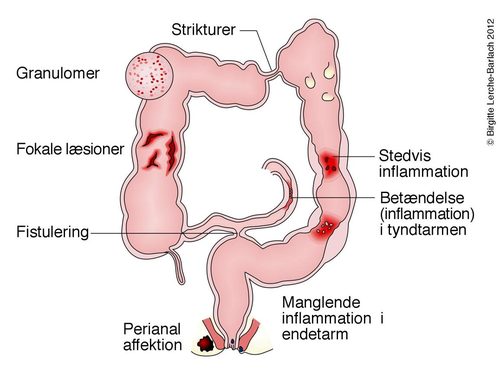 Strikturer
Granulomer
Fokale læsioner
Fistulering
Perianal
affektion
Stedvis
inflammation
Betændelse
(inflammation)
i tyndtarmen
Manglende
inflammation i
endetarm
© Birgitte Lerche-Barlach 2012